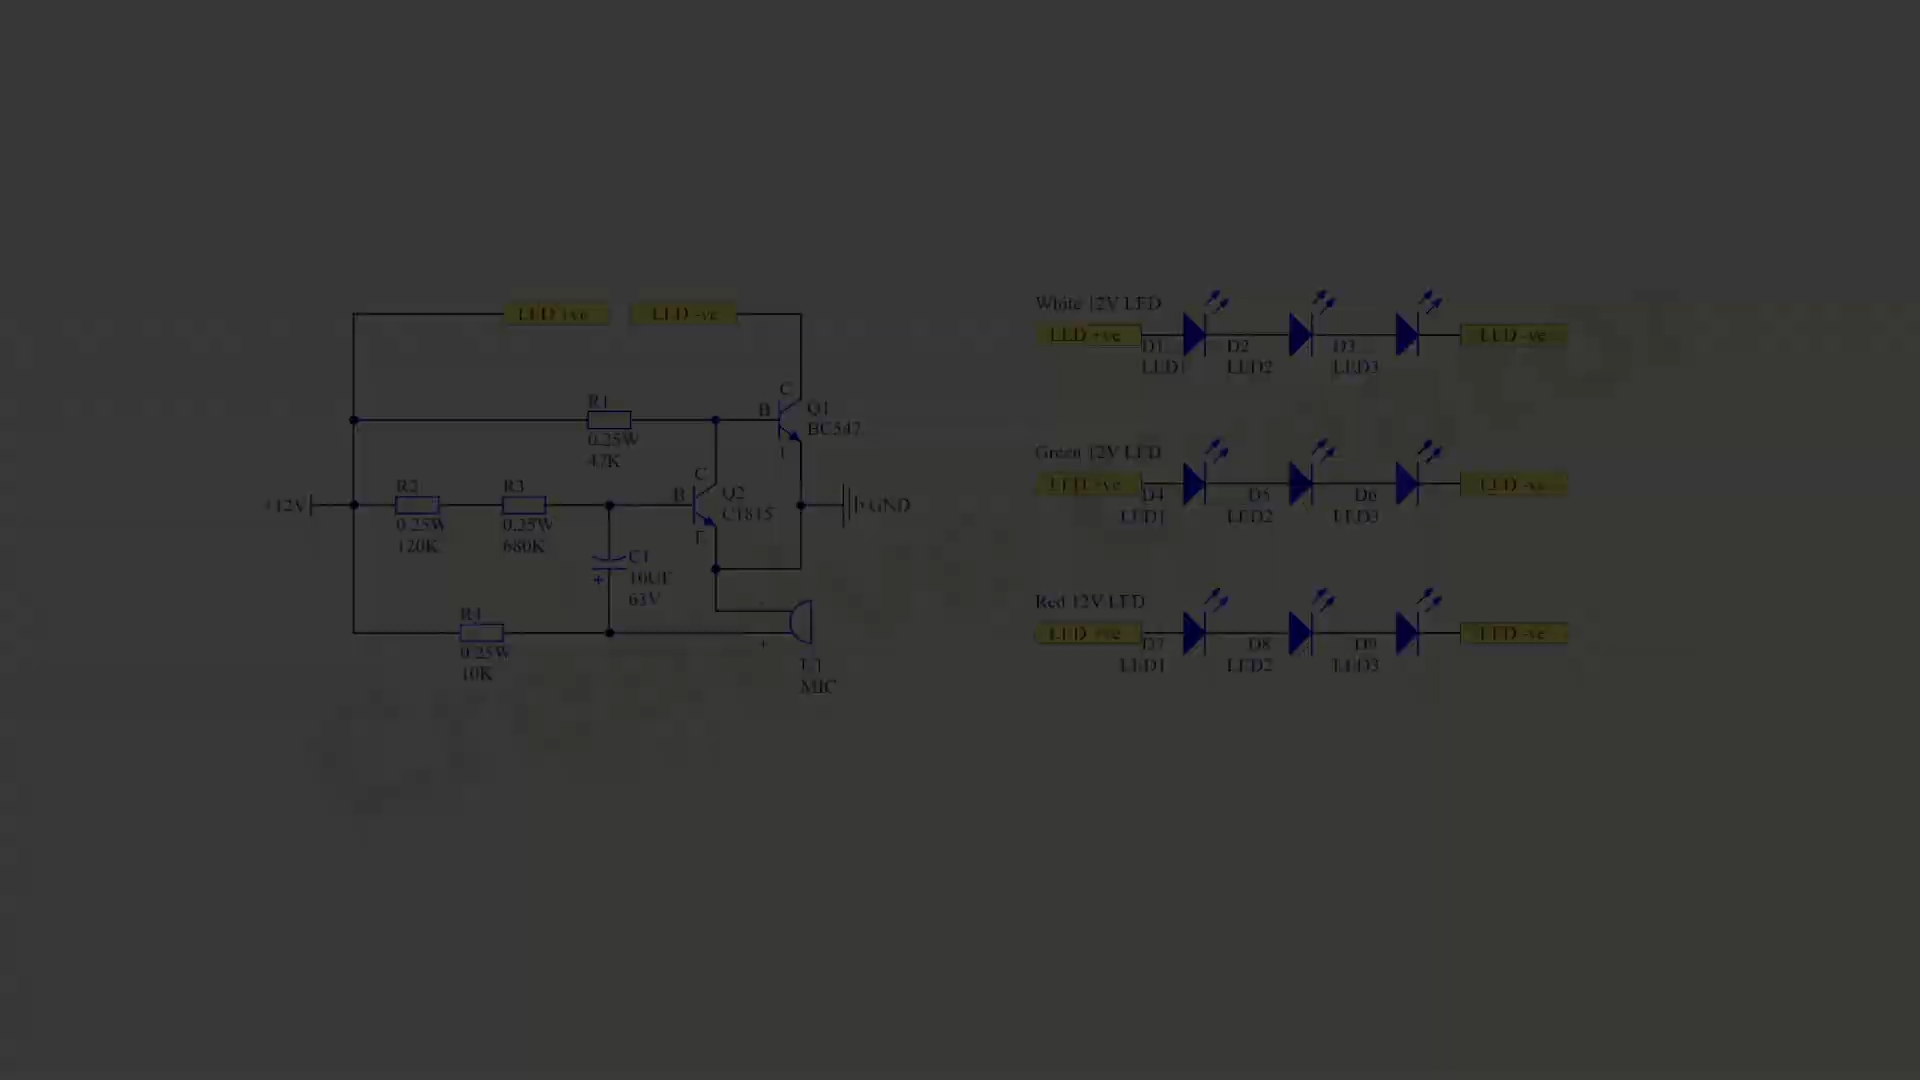 LED +ve
LED -ve
C
Q1
B
BC547
E
R1
0.25W
47K
C
Q2
B
C1815
E
+12V
R2
0.25W
120K
R3
0.25W
680K
GND
C1
+
10UF
63V
R4
0.25W
10K
-
+
MIC
White 12V LED
LED +ve
D1
LED1
D2
LED2
D3
LED3
LED -ve
Green 12V LED
LED +ve
D4
LED1
D5
LED2
D6
LED3
LED -ve
Red 12V LED
LED +ve
D7
LED1
D8
LED2
D9
LED3
LED -ve